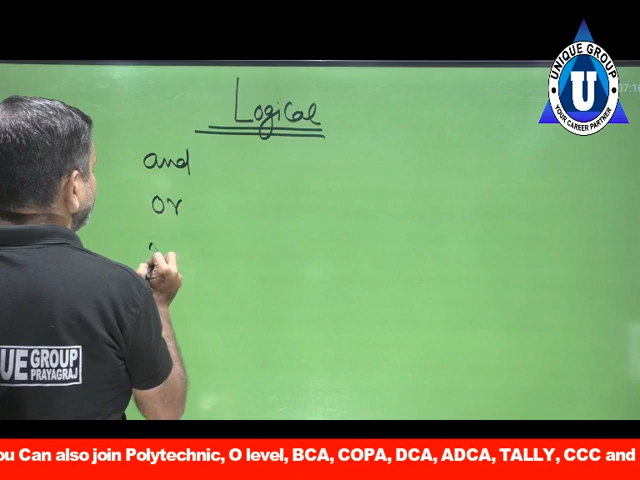 UNIQUE GROUP
U
YOUR CAREER PARTNER
Logical
and
or
UE GROUP
PRAYAGRAJ
ou Can also join Polytechnic, O level, BCA, COPA, DCA, ADCA, TALLY, CCC and